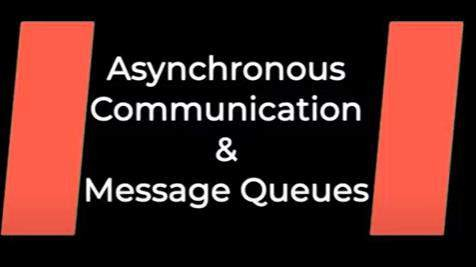 Asynchronous
Communication
&
Message Queues